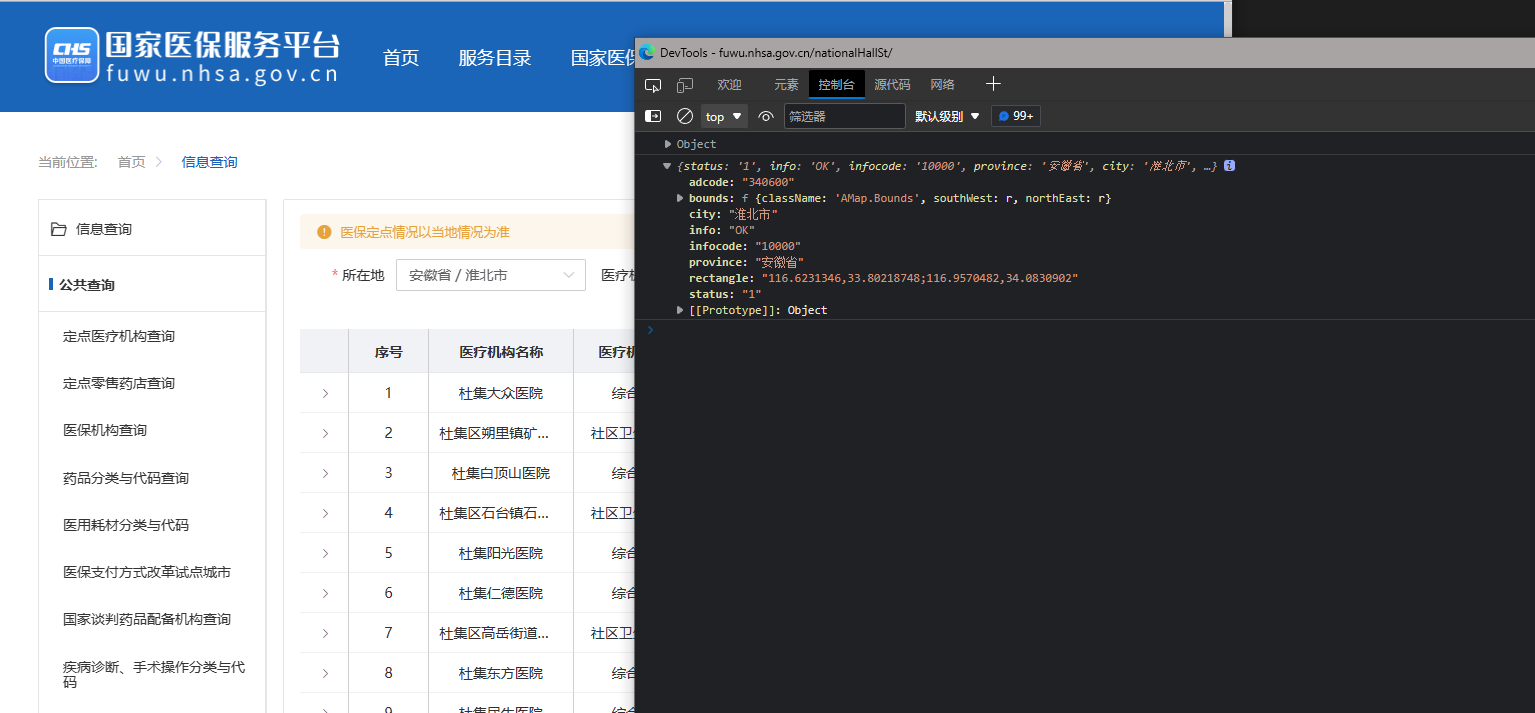 国家医保服务平台
fuwu.nhsa.gov.cn
CHS
中国医疗保障
首页 服务目录 国家医保
当前位置: 首页 > 信息查询
信息查询
公共查询
定点医疗机构查询
定点零售药店查询
医保机构查询
药品分类与代码查询
医用耗材分类与代码
医保支付方式改革试点城市
国家谈判药品配备机构查询
疾病诊断、手术操作分类与代
码
医保定点情况以当地情况为准
* 所在地 安徽省 / 淮北市 医疗机
序号 医疗机构名称 医疗机
1 杜集大众医院 综合
2 杜集区朔里镇矿... 社区卫生
3 杜集白顶山医院 综合
4 杜集区石台镇石... 社区卫生
5 杜集阳光医院 综合
6 杜集仁德医院 综合
7 杜集区高岳街道... 社区卫生
8 杜集东方医院 综合
9 杜集民生医院 综合
DevTools - fuwu.nhsa.gov.cn/nationalHallSt/
欢迎 元素 控制台 源代码 网络
top 筛选器 默认级别 99+
Object
{status: '1', info: 'OK', infocode: '10000', province: '安徽省', city: '淮北市', …}
adcode: "340600"
bounds: f {className: 'AMap.Bounds', southWest: r, northEast: r}
city: "淮北市"
info: "OK"
infocode: "10000"
province: "安徽省"
rectangle: "116.6231346,33.80218748;116.9570482,34.0830902"
status: "1"
[[Prototype]]: Object